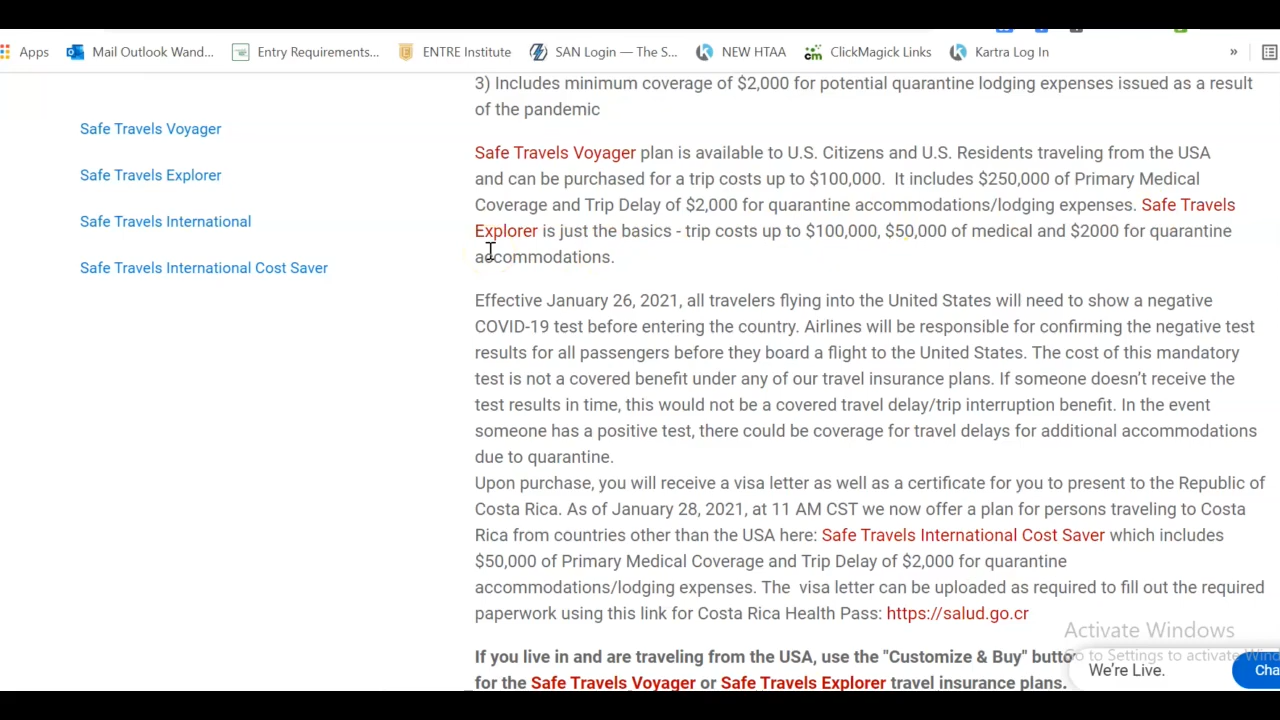 Apps
Mail Outlook Wand...
Entry Requirements...
ENTRE Institute
SAN Login — The S...
NEW HTAA
ClickMagick Links
Kartra Log In
»
Safe Travels Voyager
Safe Travels Explorer
Safe Travels International
Safe Travels International Cost Saver
3) Includes minimum coverage of $2,000 for potential quarantine lodging expenses issued as a result
of the pandemic
Safe Travels Voyager plan is available to U.S. Citizens and U.S. Residents traveling from the USA
and can be purchased for a trip costs up to $100,000.  It includes $250,000 of Primary Medical
Coverage and Trip Delay of $2,000 for quarantine accommodations/lodging expenses. Safe Travels
Explorer is just the basics - trip costs up to $100,000, $50,000 of medical and $2000 for quarantine
accommodations.
Effective January 26, 2021, all travelers flying into the United States will need to show a negative
COVID-19 test before entering the country. Airlines will be responsible for confirming the negative test
results for all passengers before they board a flight to the United States. The cost of this mandatory
test is not a covered benefit under any of our travel insurance plans. If someone doesn’t receive the
test results in time, this would not be a covered travel delay/trip interruption benefit. In the event
someone has a positive test, there could be coverage for travel delays for additional accommodations
due to quarantine.
Upon purchase, you will receive a visa letter as well as a certificate for you to present to the Republic of
Costa Rica. As of January 28, 2021, at 11 AM CST we now offer a plan for persons traveling to Costa
Rica from countries other than the USA here: Safe Travels International Cost Saver which includes
$50,000 of Primary Medical Coverage and Trip Delay of $2,000 for quarantine
accommodations/lodging expenses. The  visa letter can be uploaded as required to fill out the required
paperwork using this link for Costa Rica Health Pass: https://salud.go.cr
If you live in and are traveling from the USA, use the "Customize & Buy" butto
for the Safe Travels Voyager or Safe Travels Explorer travel insurance plans.
Activate Windows
Go to Settings to activate Wind
We're Live.
Cha